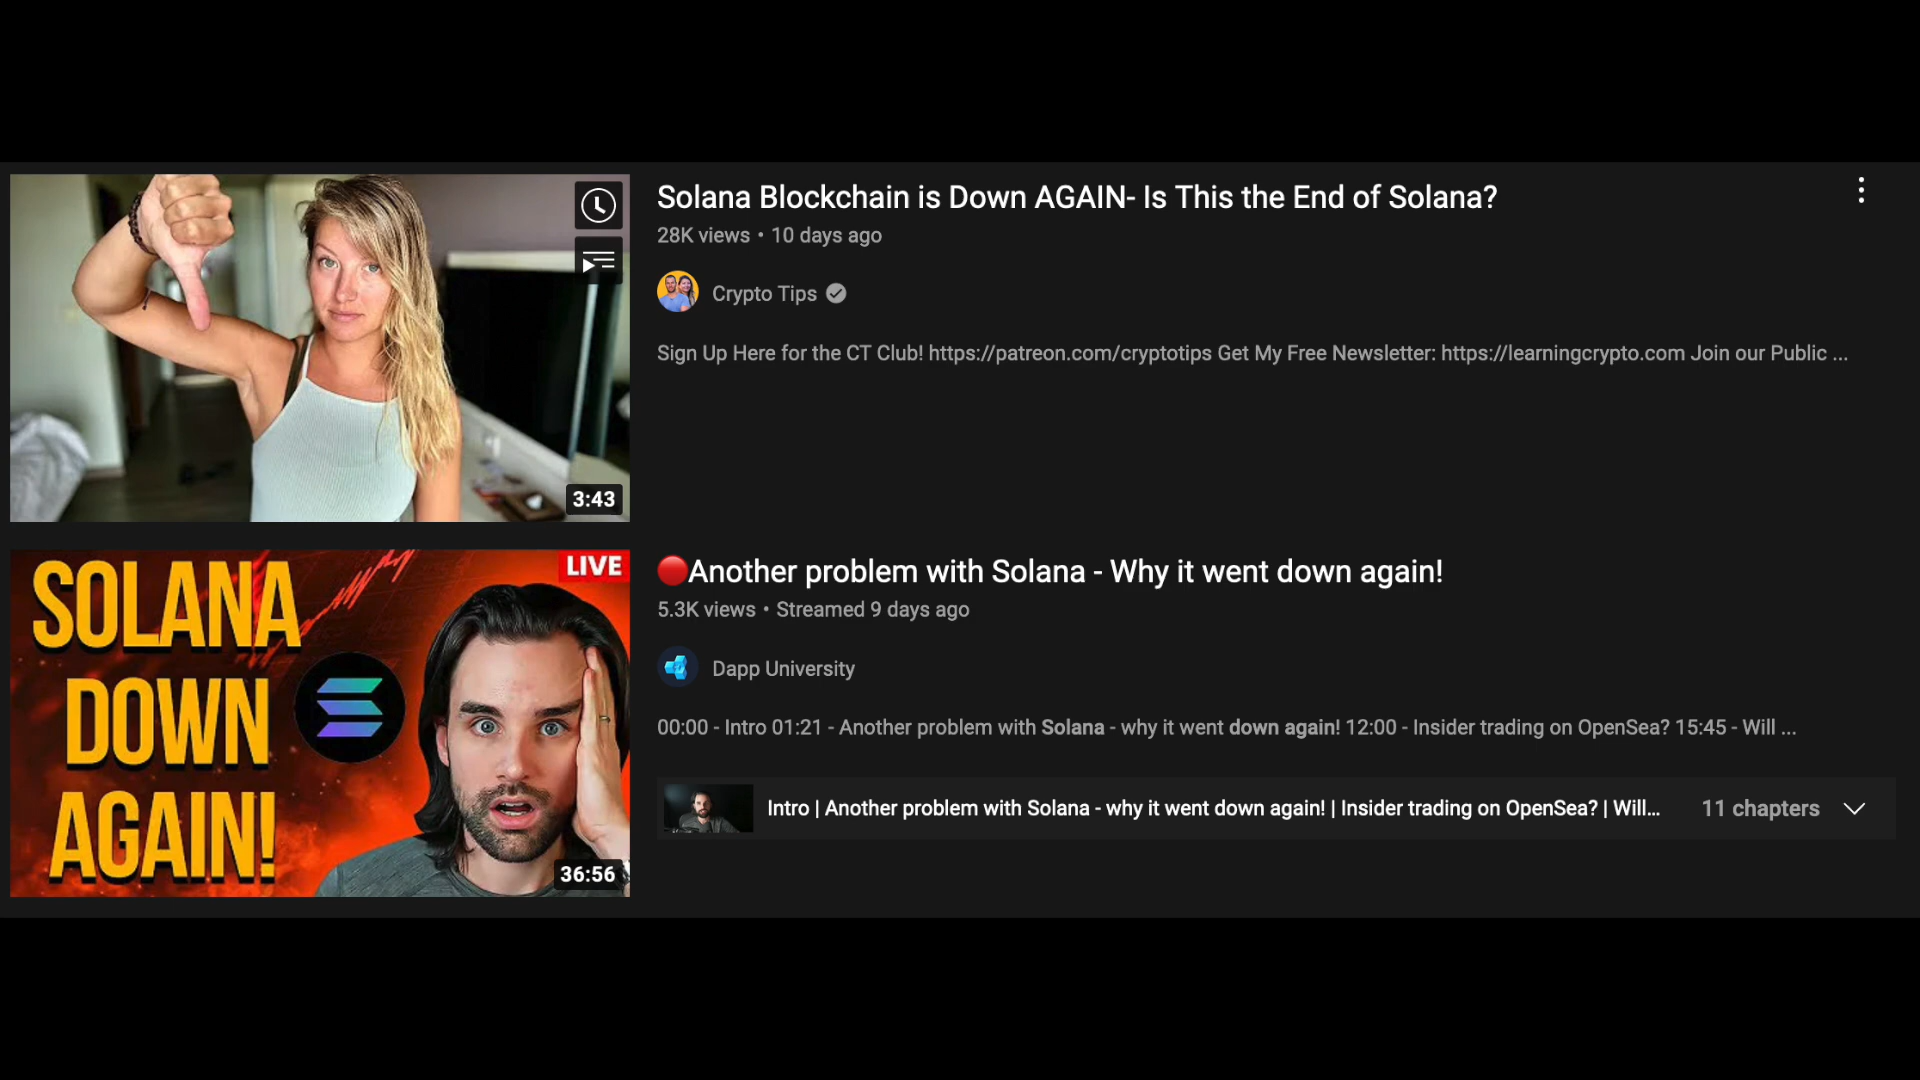 Solana Blockchain is Down AGAIN- Is This the End of Solana?
28K views • 10 days ago
Crypto Tips
Sign Up Here for the CT Club! https://patreon.com/cryptotips Get My Free Newsletter: https://learningcrypto.com Join our Public ...
3:43
SOLANA
DOWN
AGAIN!
LIVE
36:56
🔴Another problem with Solana - Why it went down again!
5.3K views • Streamed 9 days ago
Dapp University
00:00 - Intro 01:21 - Another problem with Solana - why it went down again! 12:00 - Insider trading on OpenSea? 15:45 - Will ...
Intro | Another problem with Solana - why it went down again! | Insider trading on OpenSea? | Will... 11 chapters